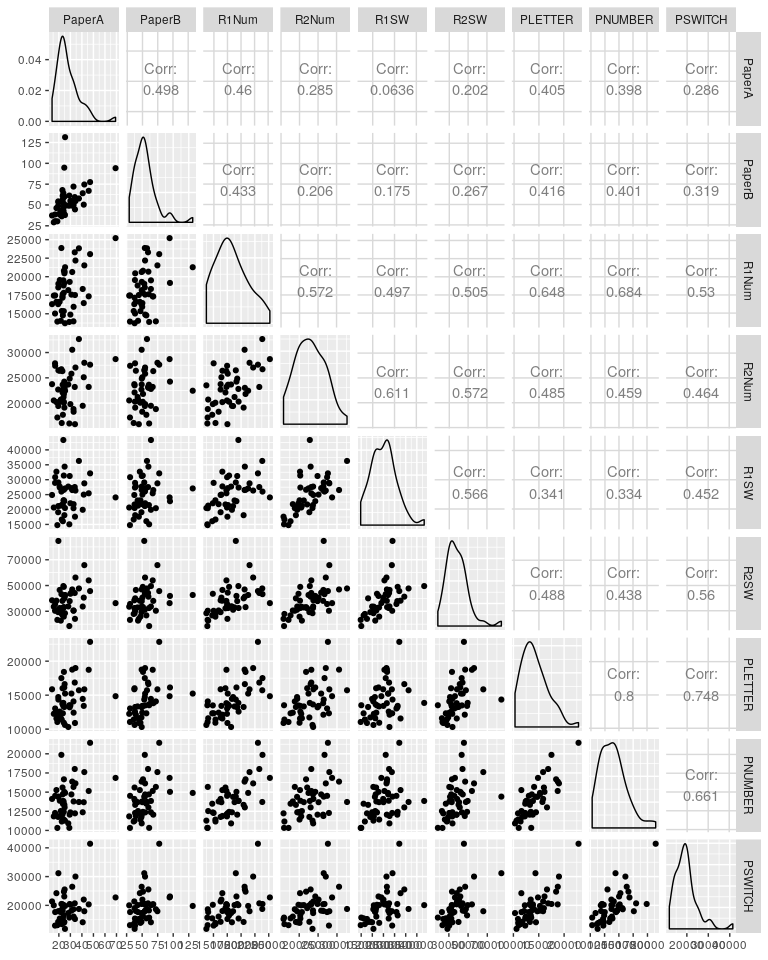 PaperA PaperB R1Num R2Num R1SW R2SW PLETTER PNUMBER PSWITCH
0.04
0.02
0.00
Corr: Corr: Corr: Corr: Corr: Corr: Corr: Corr:
0.498 0.46 0.285 0.0636 0.202 0.405 0.398 0.286
PaperA
125
100
75
50
25
Corr: Corr: Corr: Corr: Corr: Corr: Corr:
0.433 0.206 0.175 0.267 0.416 0.401 0.319
PaperB
25000
22500
20000
17500
15000
Corr: Corr: Corr: Corr: Corr: Corr:
0.572 0.497 0.505 0.648 0.684 0.53
R1Num
30000
25000
20000
Corr: Corr: Corr: Corr: Corr:
0.611 0.572 0.485 0.459 0.464
R2Num
40000
35000
30000
25000
20000
15000
Corr: Corr: Corr: Corr:
0.566 0.341 0.334 0.452
R1SW
70000
50000
30000
Corr: Corr: Corr:
0.488 0.438 0.56
R2SW
20000
15000
10000
Corr: Corr:
0.8 0.748
PLETTER
20000
17500
15000
12500
10000
Corr:
0.661
PNUMBER
40000
30000
20000
PSWITCH